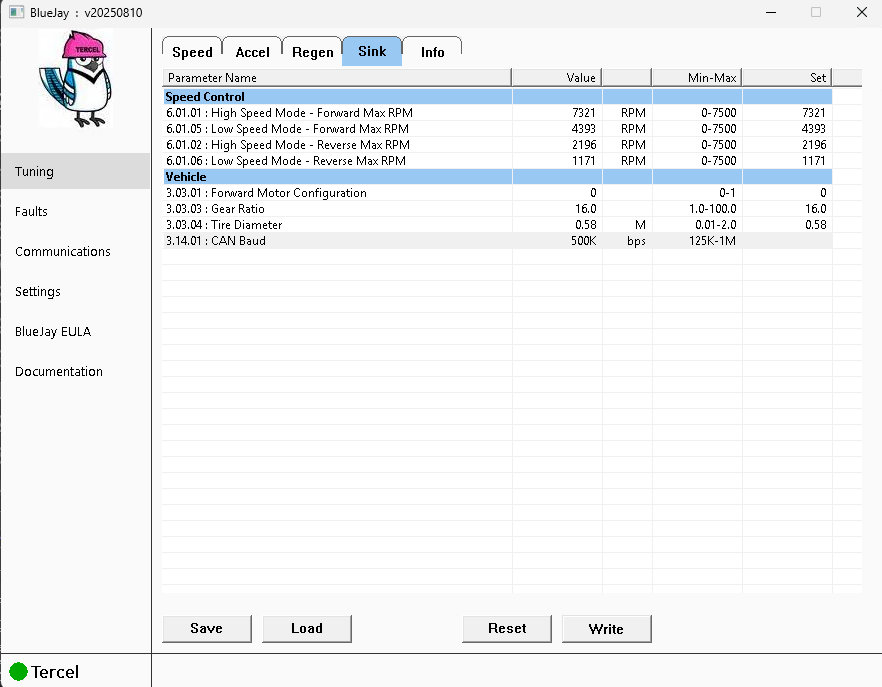 BlueJay : v20250810
TERCEL
Tuning
Faults
Communications
Settings
BlueJay EULA
Documentation
Speed Accel Regen Sink Info
Parameter Name Value Min-Max Set
Speed Control
6.01.01 : High Speed Mode - Forward Max RPM 7321 RPM 0-7500 7321
6.01.05 : Low Speed Mode - Forward Max RPM 4393 RPM 0-7500 4393
6.01.02 : High Speed Mode - Reverse Max RPM 2196 RPM 0-7500 2196
6.01.06 : Low Speed Mode - Reverse Max RPM 1171 RPM 0-7500 1171
Vehicle
3.03.01 : Forward Motor Configuration 0 0-1 0
3.03.03 : Gear Ratio 16.0 1.0-100.0 16.0
3.03.04 : Tire Diameter 0.58 M 0.01-2.0 0.58
3.14.01 : CAN Baud 500K bps 125K-1M
Save Load Reset Write
Tercel